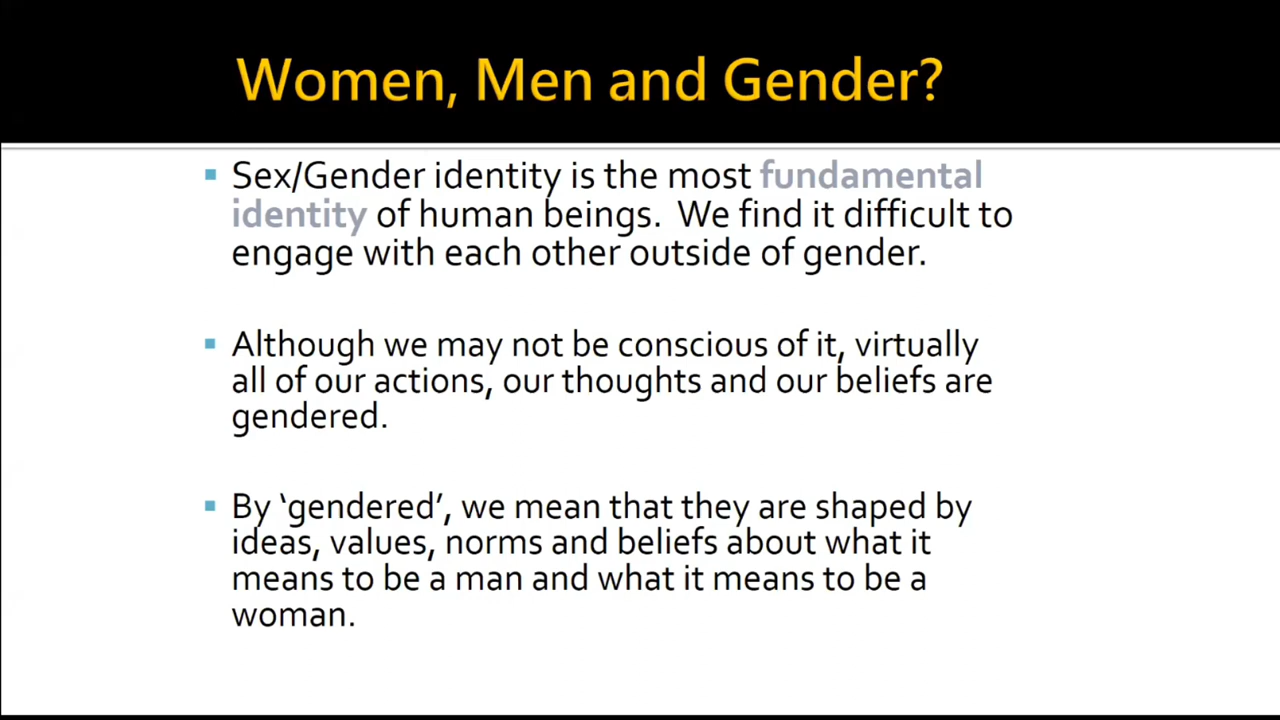 Women, Men and Gender?
Sex/Gender identity is the most fundamental
identity of human beings. We find it difficult to
engage with each other outside of gender.
Although we may not be conscious of it, virtually
all of our actions, our thoughts and our beliefs are
gendered.
By ‘gendered’, we mean that they are shaped by
ideas, values, norms and beliefs about what it
means to be a man and what it means to be a
woman.